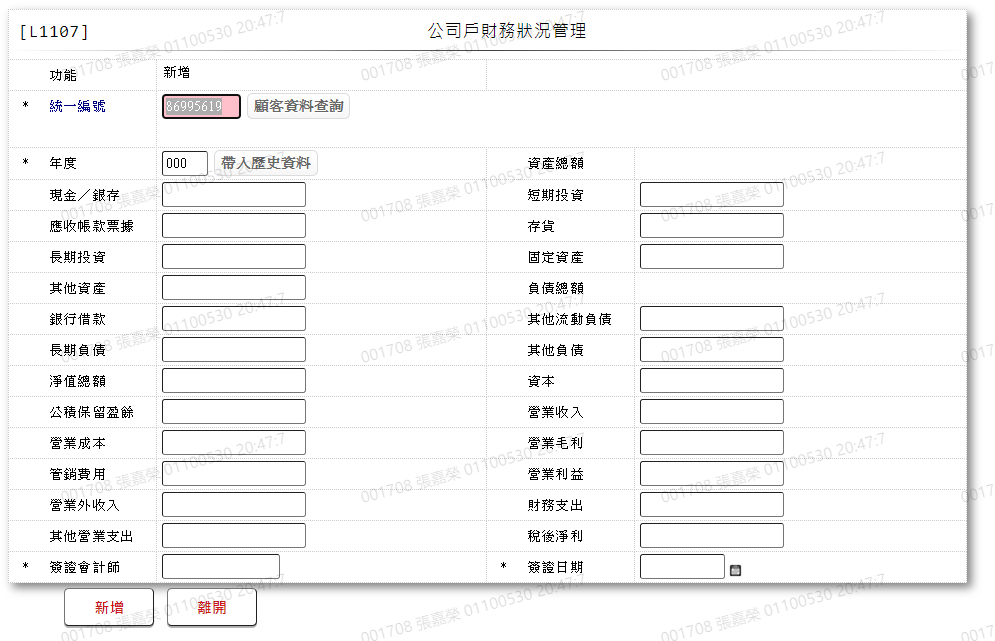 [L1107] 公司戶財務狀況管理
功能 新增
* 統一編號 86995619 顧客資料查詢
* 年度 000 帶入歷史資料 資產總額
現金／銀存 短期投資
應收帳款票據 存貨
長期投資 固定資產
其他資產 負債總額
銀行借款 其他流動負債
長期負債 其他負債
淨值總額 資本
公積保留盈餘 營業收入
營業成本 營業毛利
管銷費用 營業利益
營業外收入 財務支出
其他營業支出 稅後淨利
* 簽證會計師 * 簽證日期
新增 離開
001708 張嘉榮 01100530 20:47:7